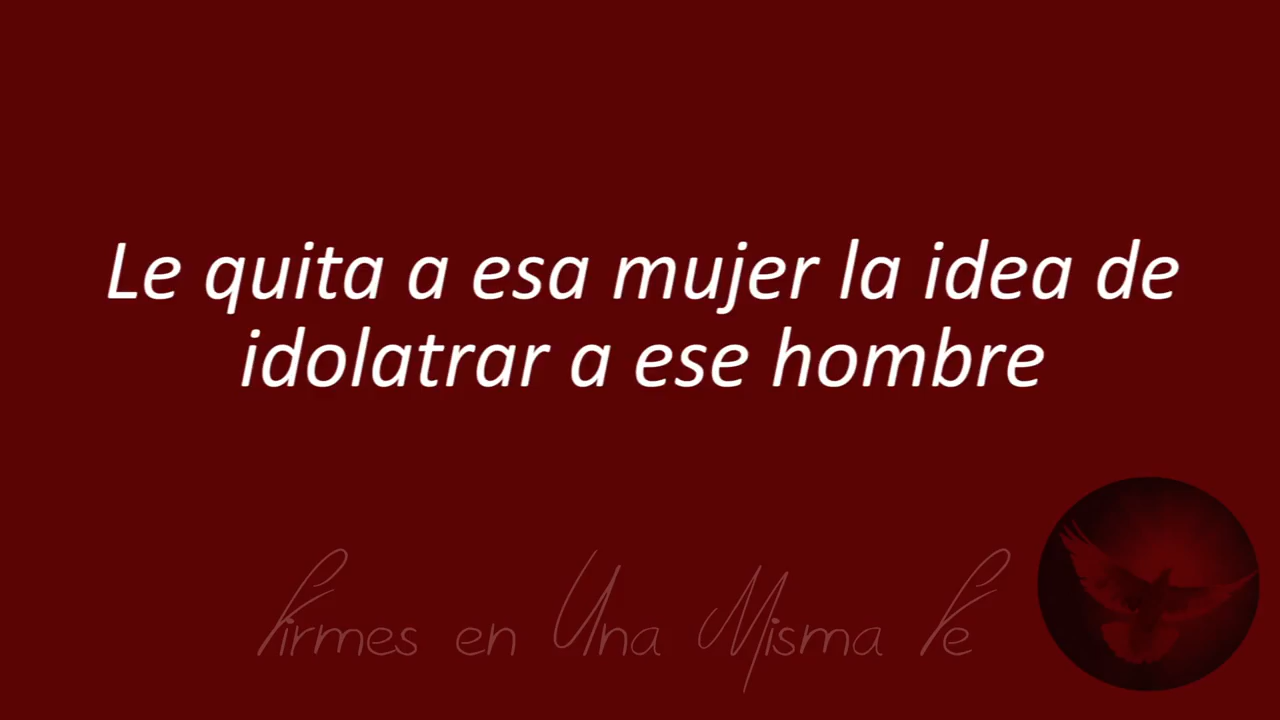 Le quita a esa mujer la idea de
idolatrar a ese hombre
Firmes en Una Misma Fe